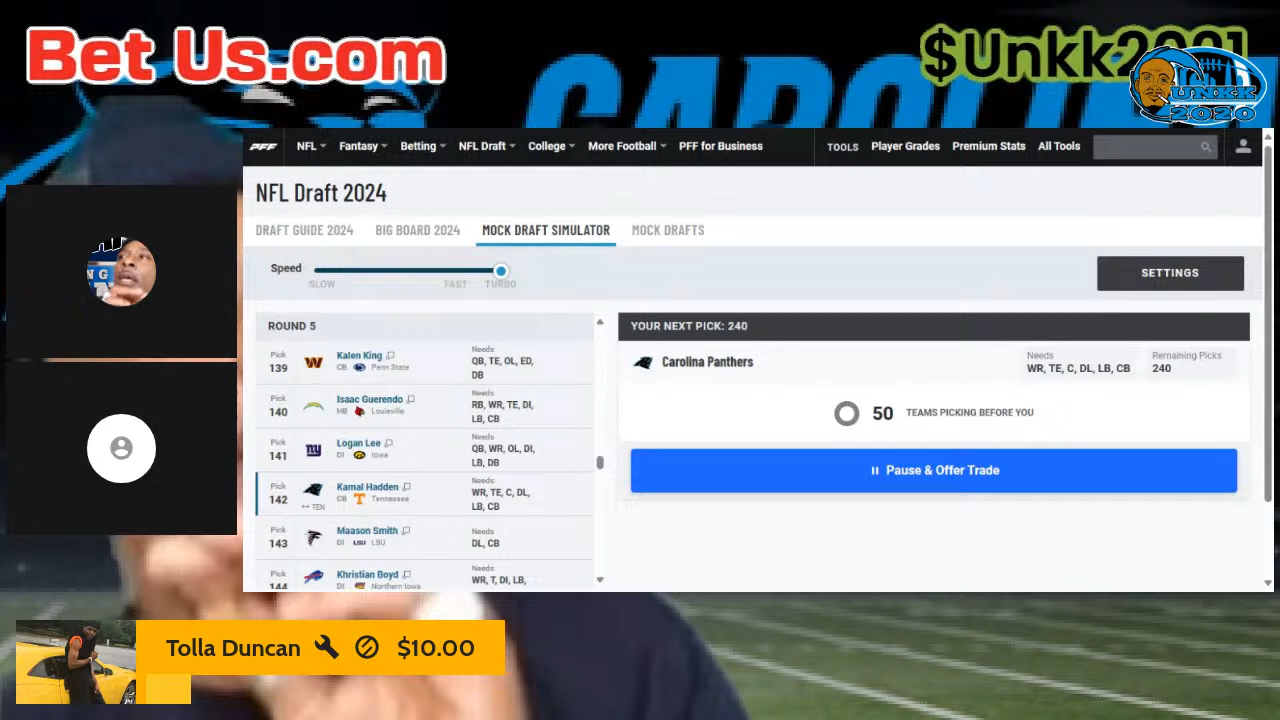 Bet Us.com
$Unkk2021
UNKK
2020
CAROLIN
PFF
NFL
Fantasy
Betting
NFL Draft
College
More Football
PFF for Business
TOOLS
Player Grades
Premium Stats
All Tools
NFL Draft 2024
DRAFT GUIDE 2024
BIG BOARD 2024
MOCK DRAFT SIMULATOR
MOCK DRAFTS
Speed
SLOW
FAST
TURBO
SETTINGS
ROUND 5
Pick
139
Kalen King
CB Penn State
Needs
QB, TE, OL, ED,
DB
Pick
140
Isaac Guerendo
HB Louisville
Needs
RB, WR, TE, DI,
LB, CB
Pick
141
ny
Logan Lee
DI Iowa
Needs
QB, WR, OL, DI,
LB, DB
Pick
142
↔ TEN
Kamal Hadden
CB T Tennessee
Needs
WR, TE, C, DL,
LB, CB
Pick
143
Maason Smith
DI LSU LSU
Needs
DL, CB
Pick
144
Khristian Boyd
DI Northern Iowa
Needs
WR, T, DI, LB,
YOUR NEXT PICK: 240
Carolina Panthers
Needs
WR, TE, C, DL, LB, CB
Remaining Picks
240
50 TEAMS PICKING BEFORE YOU
Pause & Offer Trade
Tolla Duncan $10.00